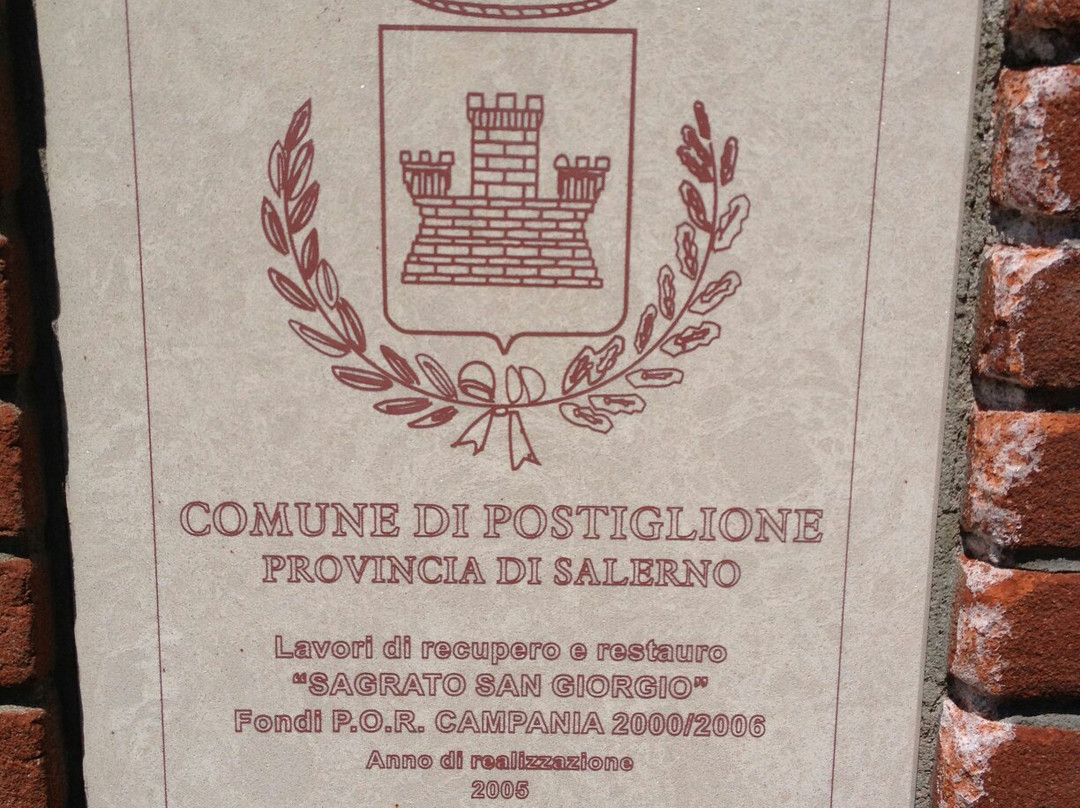 COMUNE DI POSTIGLIONE
PROVINCIA DI SALERNO
Lavori di recupero e restauro
“SAGRATO SAN GIORGIO”
Fondi P.O.R. CAMPANIA 2000/2006
Anno di realizzazione
2005